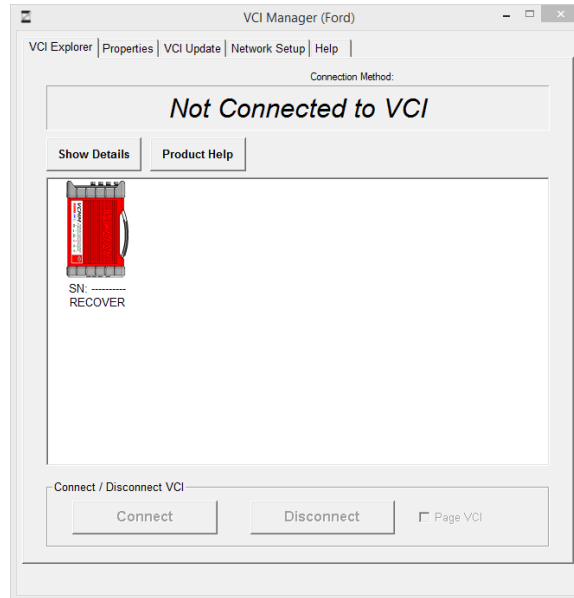 VCI Manager (Ford)
VCI Explorer Properties VCI Update Network Setup Help
Connection Method:
Not Connected to VCI
Show Details Product Help
SN: ----------
RECOVER
Connect / Disconnect VCI
Connect Disconnect Page VCI